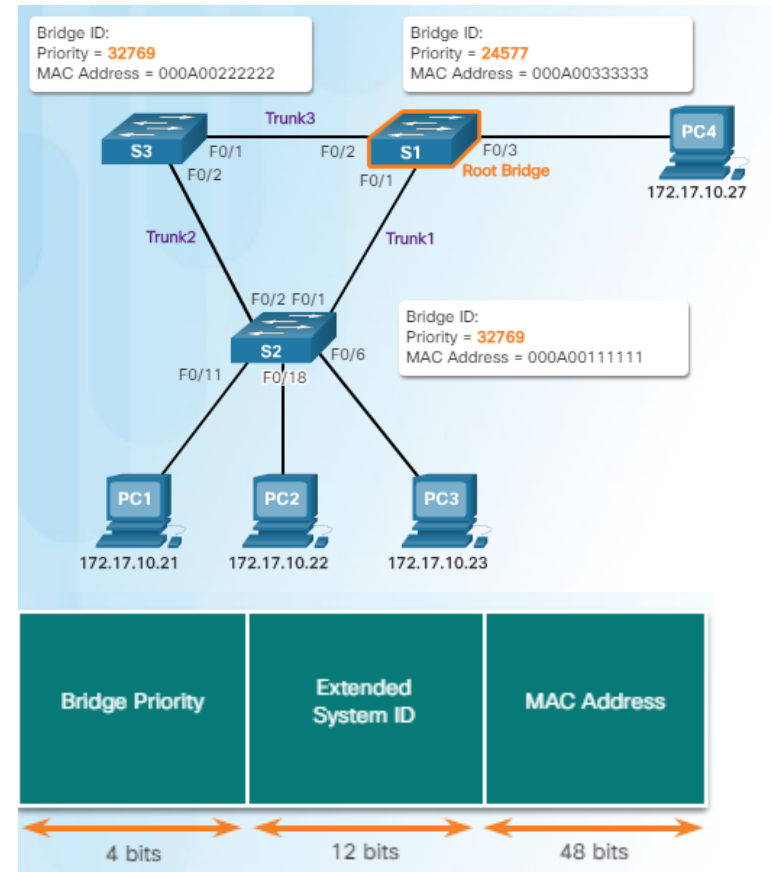 Bridge ID:
Priority = 32769
MAC Address = 000A00222222
Bridge ID:
Priority = 24577
MAC Address = 000A00333333
Trunk3
S3
F0/1
F0/2
S1
F0/3
PC4
F0/2
F0/1
Root Bridge
172.17.10.27
Trunk2
Trunk1
F0/2 F0/1
Bridge ID:
Priority = 32769
MAC Address = 000A00111111
S2
F0/6
F0/11
F0/18
PC1
PC2
PC3
172.17.10.21
172.17.10.22
172.17.10.23
Bridge Priority
Extended
System ID
MAC Address
4 bits
12 bits
48 bits